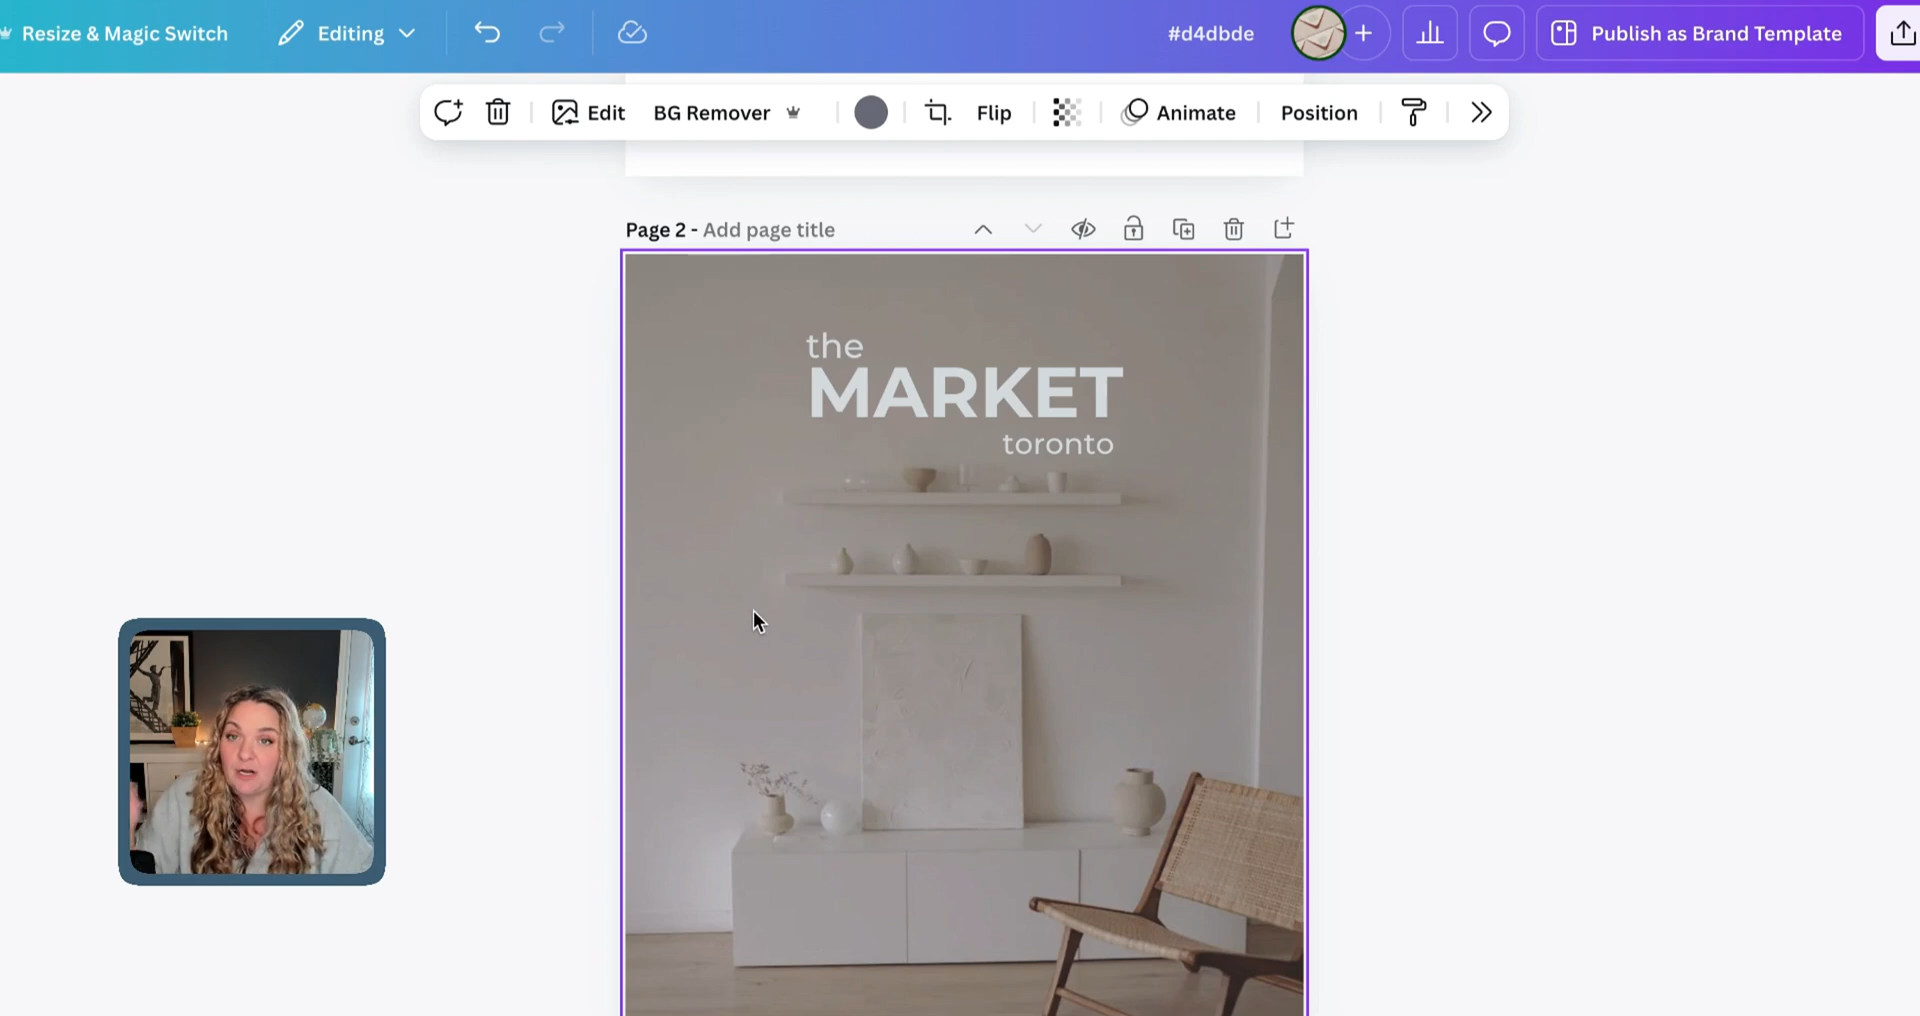 Resize & Magic Switch
Editing
#d4dbde
Publish as Brand Template
Edit
BG Remover
Flip
Animate
Position
Page 2 - Add page title
the
MARKET
toronto